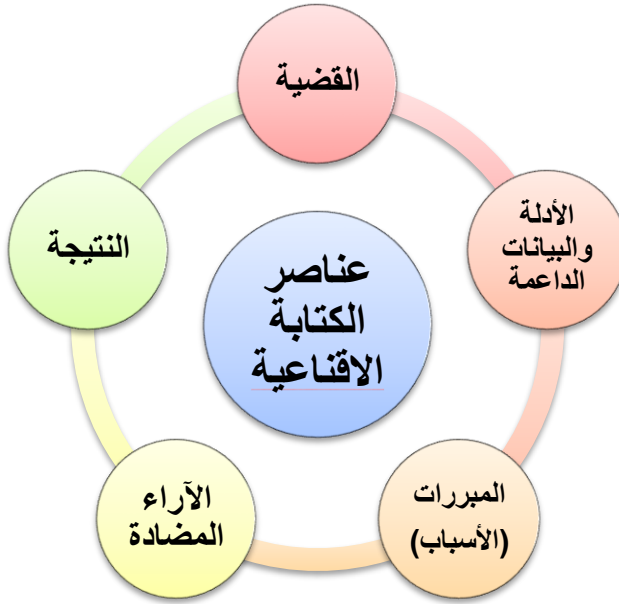 القضية
الأدلة
والبيانات
الداعمة
المبررات
(الأسباب)
الآراء
المضادة
النتيجة
عناصر
الكتابة
الاقناعية